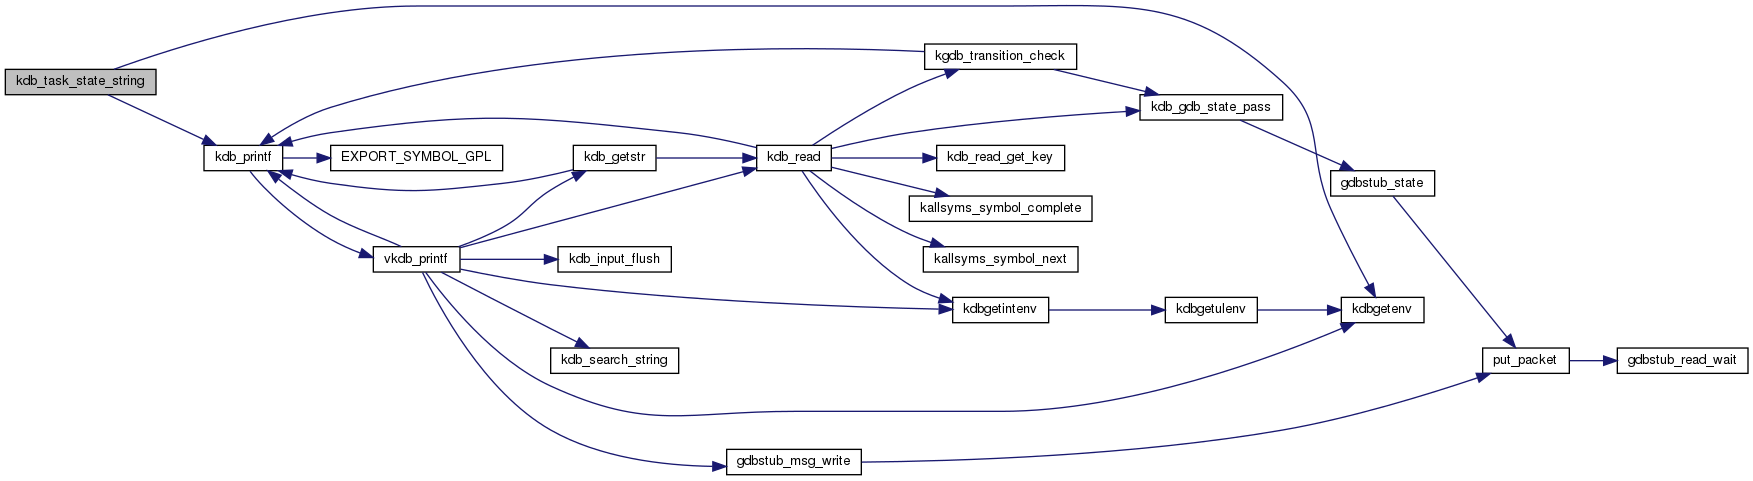 kdb_task_state_string
kdb_printf
EXPORT_SYMBOL_GPL
vkdb_printf
kdb_getstr
kdb_input_flush
kdb_search_string
gdbstub_msg_write
kdb_read
kgdb_transition_check
kdb_read_get_key
kallsyms_symbol_complete
kallsyms_symbol_next
kdbgetintenv
kdb_gdb_state_pass
kdbgetulenv
gdbstub_state
kdbgetenv
put_packet
gdbstub_read_wait